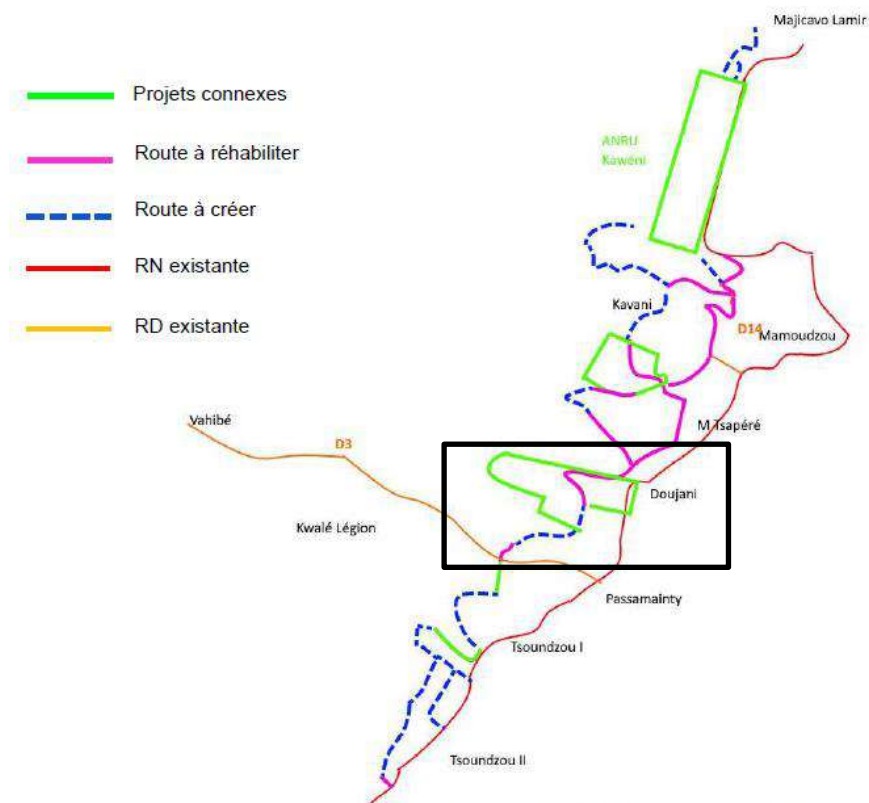 Majicavo Lamir
Projets connexes
Route à réhabiliter
Route à créer
RN existante
RD existante
ANRU
Kawéni
Kavani
D14
Mamoudzou
Vahibé
D3
M Tsapéré
Doujani
Kwalé Légion
Passamainty
Tsoundzou I
Tsoundzou II